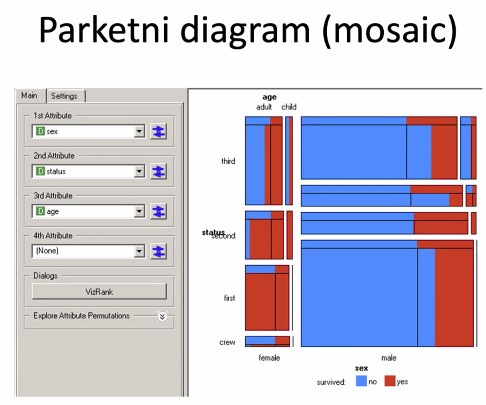 Parketni diagram (mosaic)
Main Settings
1st Attribute
D sex
2nd Attribute
D status
3rd Attribute
D age
4th Attribute
(None)
Dialogs
VizRank
Explore Attribute Permutations
age
adult child
third
status
second
first
crew
female male
sex
survived: no yes